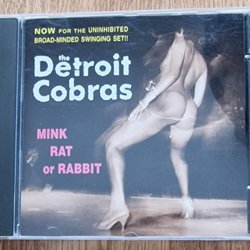 NOW FOR THE UNINHIBITED
BROAD-MINDED SWINGING SET!!
the
Detroit
Cobras
MINK
RAT
or RABBIT